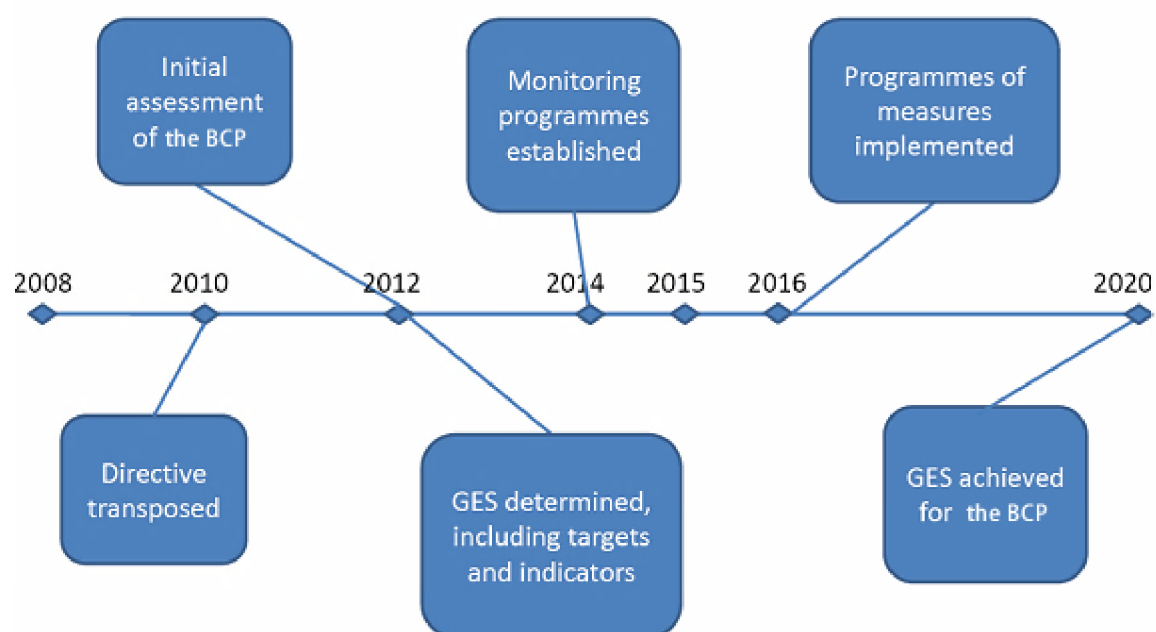 Initial
assessment
of the BCP
Monitoring
programmes
established
Programmes of
measures
implemented
2008
2010
2012
2014
2015
2016
2020
Directive
transposed
GES determined,
including targets
and indicators
GES achieved
for the BCP